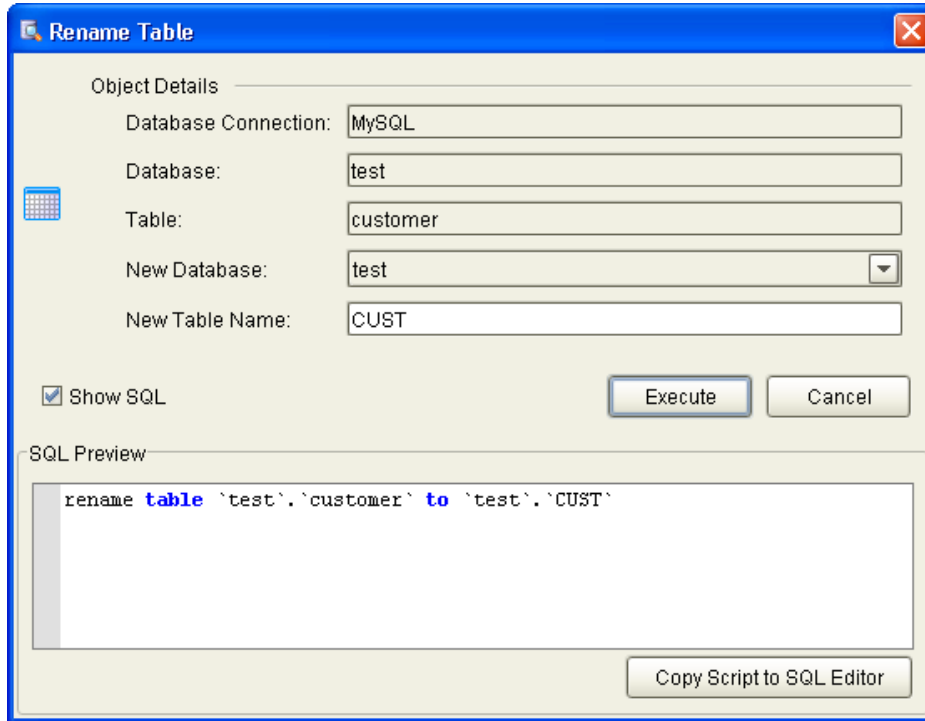 Rename Table
Object Details
Database Connection: MySQL
Database: test
Table: customer
New Database: test
New Table Name: CUST
Show SQL Execute Cancel
SQL Preview
rename table `test`.`customer` to `test`.`CUST`
Copy Script to SQL Editor